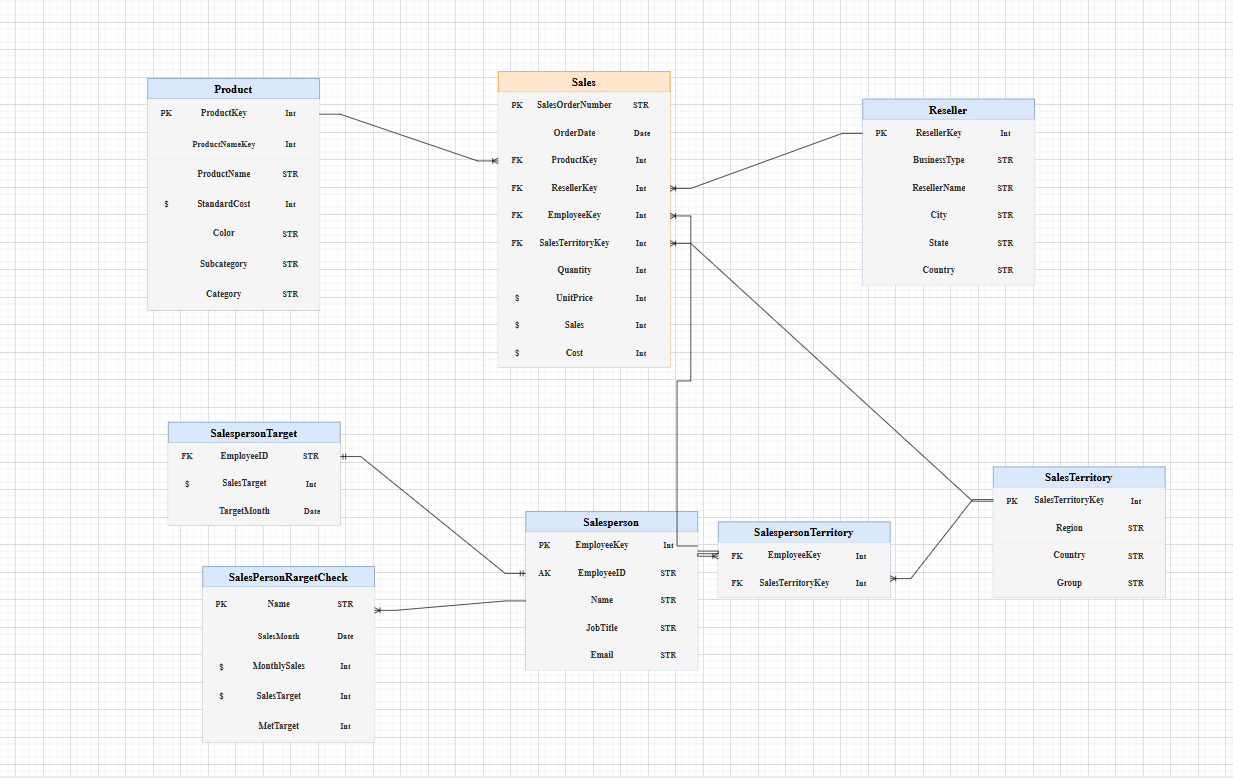 Product
PK ProductKey Int
ProductNameKey Int
ProductName STR
$ StandardCost Int
Color STR
Subcategory STR
Category STR
Sales
PK SalesOrderNumber STR
OrderDate Date
FK ProductKey Int
FK ResellerKey Int
FK EmployeeKey Int
FK SalesTerritoryKey Int
Quantity Int
$ UnitPrice Int
$ Sales Int
$ Cost Int
Reseller
PK ResellerKey Int
BusinessType STR
ResellerName STR
City STR
State STR
Country STR
SalespersonTarget
FK EmployeeID STR
$ SalesTarget Int
TargetMonth Date
SalesPersonRargetCheck
PK Name STR
SalesMonth Date
$ MonthlySales Int
$ SalesTarget Int
MetTarget Int
Salesperson
PK EmployeeKey Int
AK EmployeeID STR
Name STR
JobTitle STR
Email STR
SalespersonTerritory
FK EmployeeKey Int
FK SalesTerritoryKey Int
SalesTerritory
PK SalesTerritoryKey Int
Region STR
Country STR
Group STR